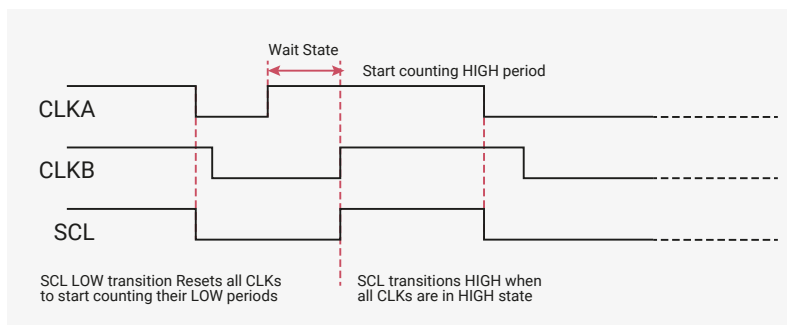 Wait State
Start counting HIGH period
CLKA
CLKB
SCL
SCL LOW transition Resets all CLKs
to start counting their LOW periods
SCL transitions HIGH when
all CLKs are in HIGH state